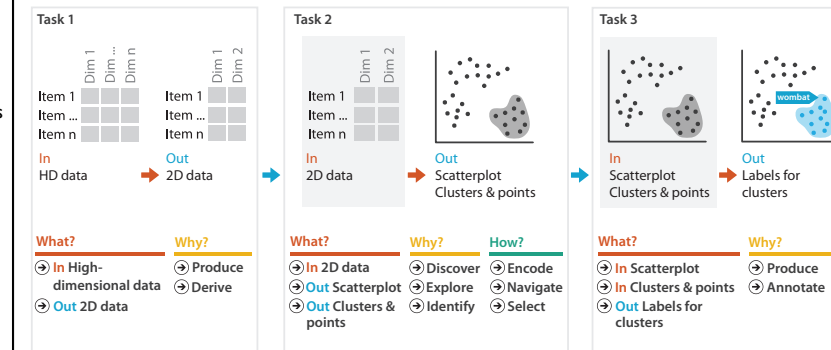 Task 1
Dim 1
Dim ...
Dim n
Item 1
Item ...
Item n
In
HD data
Dim 1
Dim 2
Item 1
Item ...
Item n
Out
2D data
What?
In High-
dimensional data
Out 2D data
Why?
Produce
Derive
Task 2
Dim 1
Dim 2
Item 1
Item ...
Item n
In
2D data
Out
Scatterplot
Clusters & points
What?
In 2D data
Out Scatterplot
Out Clusters &
points
Why?
Discover
Explore
Identify
How?
Encode
Navigate
Select
Task 3
In
Scatterplot
Clusters & points
wombat
Out
Labels for
clusters
What?
In Scatterplot
In Clusters & points
Out Labels for
clusters
Why?
Produce
Annotate
s